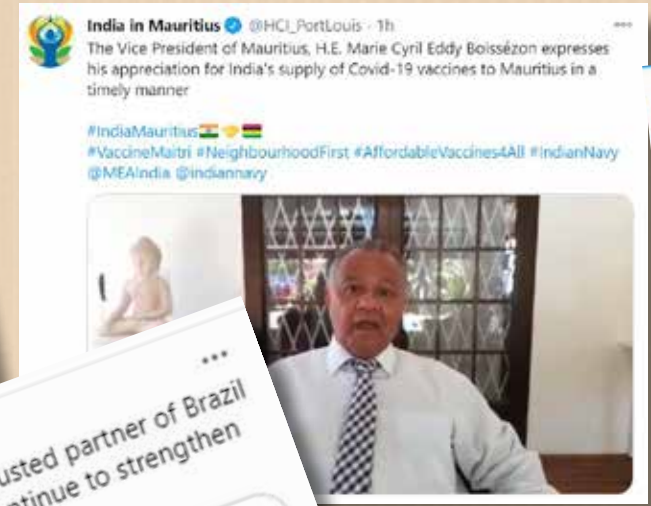 India in Mauritius @HCI_PortLouis · 1h
The Vice President of Mauritius, H.E. Marie Cyril Eddy Boissézon expresses
his appreciation for India's supply of Covid-19 vaccines to Mauritius in a
timely manner
#IndiaMauritius🇮🇳🤝🇲🇺
#VaccineMaitri #NeighbourhoodFirst #AffordableVaccines4All #IndianNavy
@MEAIndia @indiannavy
partner of Brazil
to strengthen